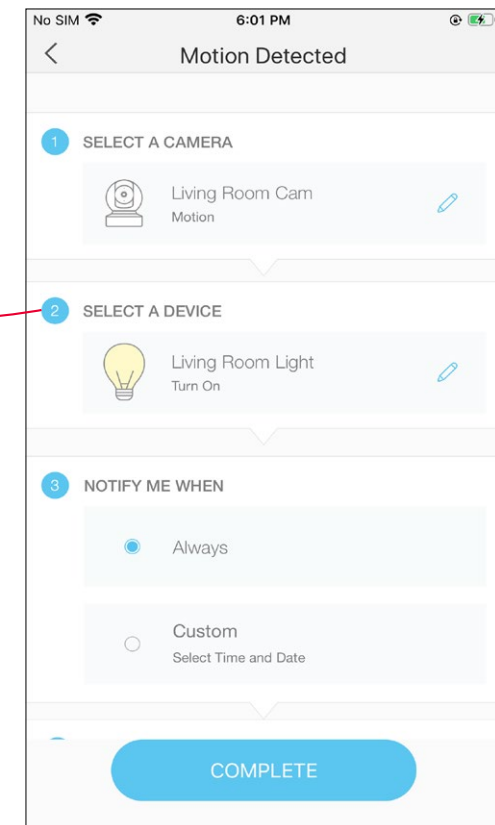 No SIM 6:01 PM
Motion Detected
1 SELECT A CAMERA
Living Room Cam
Motion
2 SELECT A DEVICE
Living Room Light
Turn On
3 NOTIFY ME WHEN
Always
Custom
Select Time and Date
COMPLETE